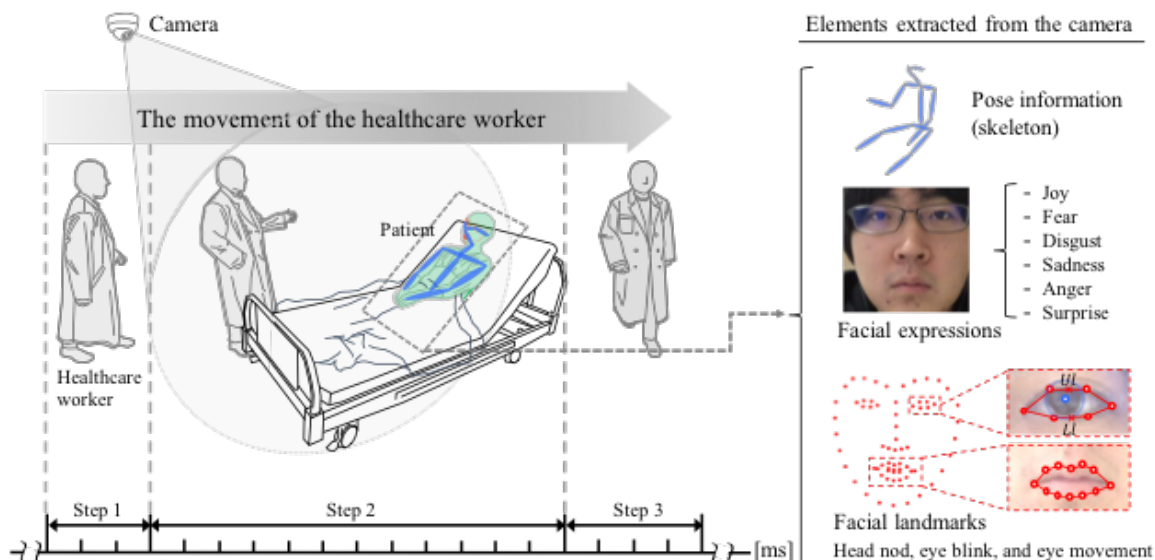 Camera
The movement of the healthcare worker
Patient
Healthcare
worker
Step 1
Step 2
Step 3
[ms]
Elements extracted from the camera
Pose information
(skeleton)
- Joy
- Fear
- Disgust
- Sadness
- Anger
- Surprise
Facial expressions
UL
LL
Facial landmarks
Head nod, eye blink, and eye movement